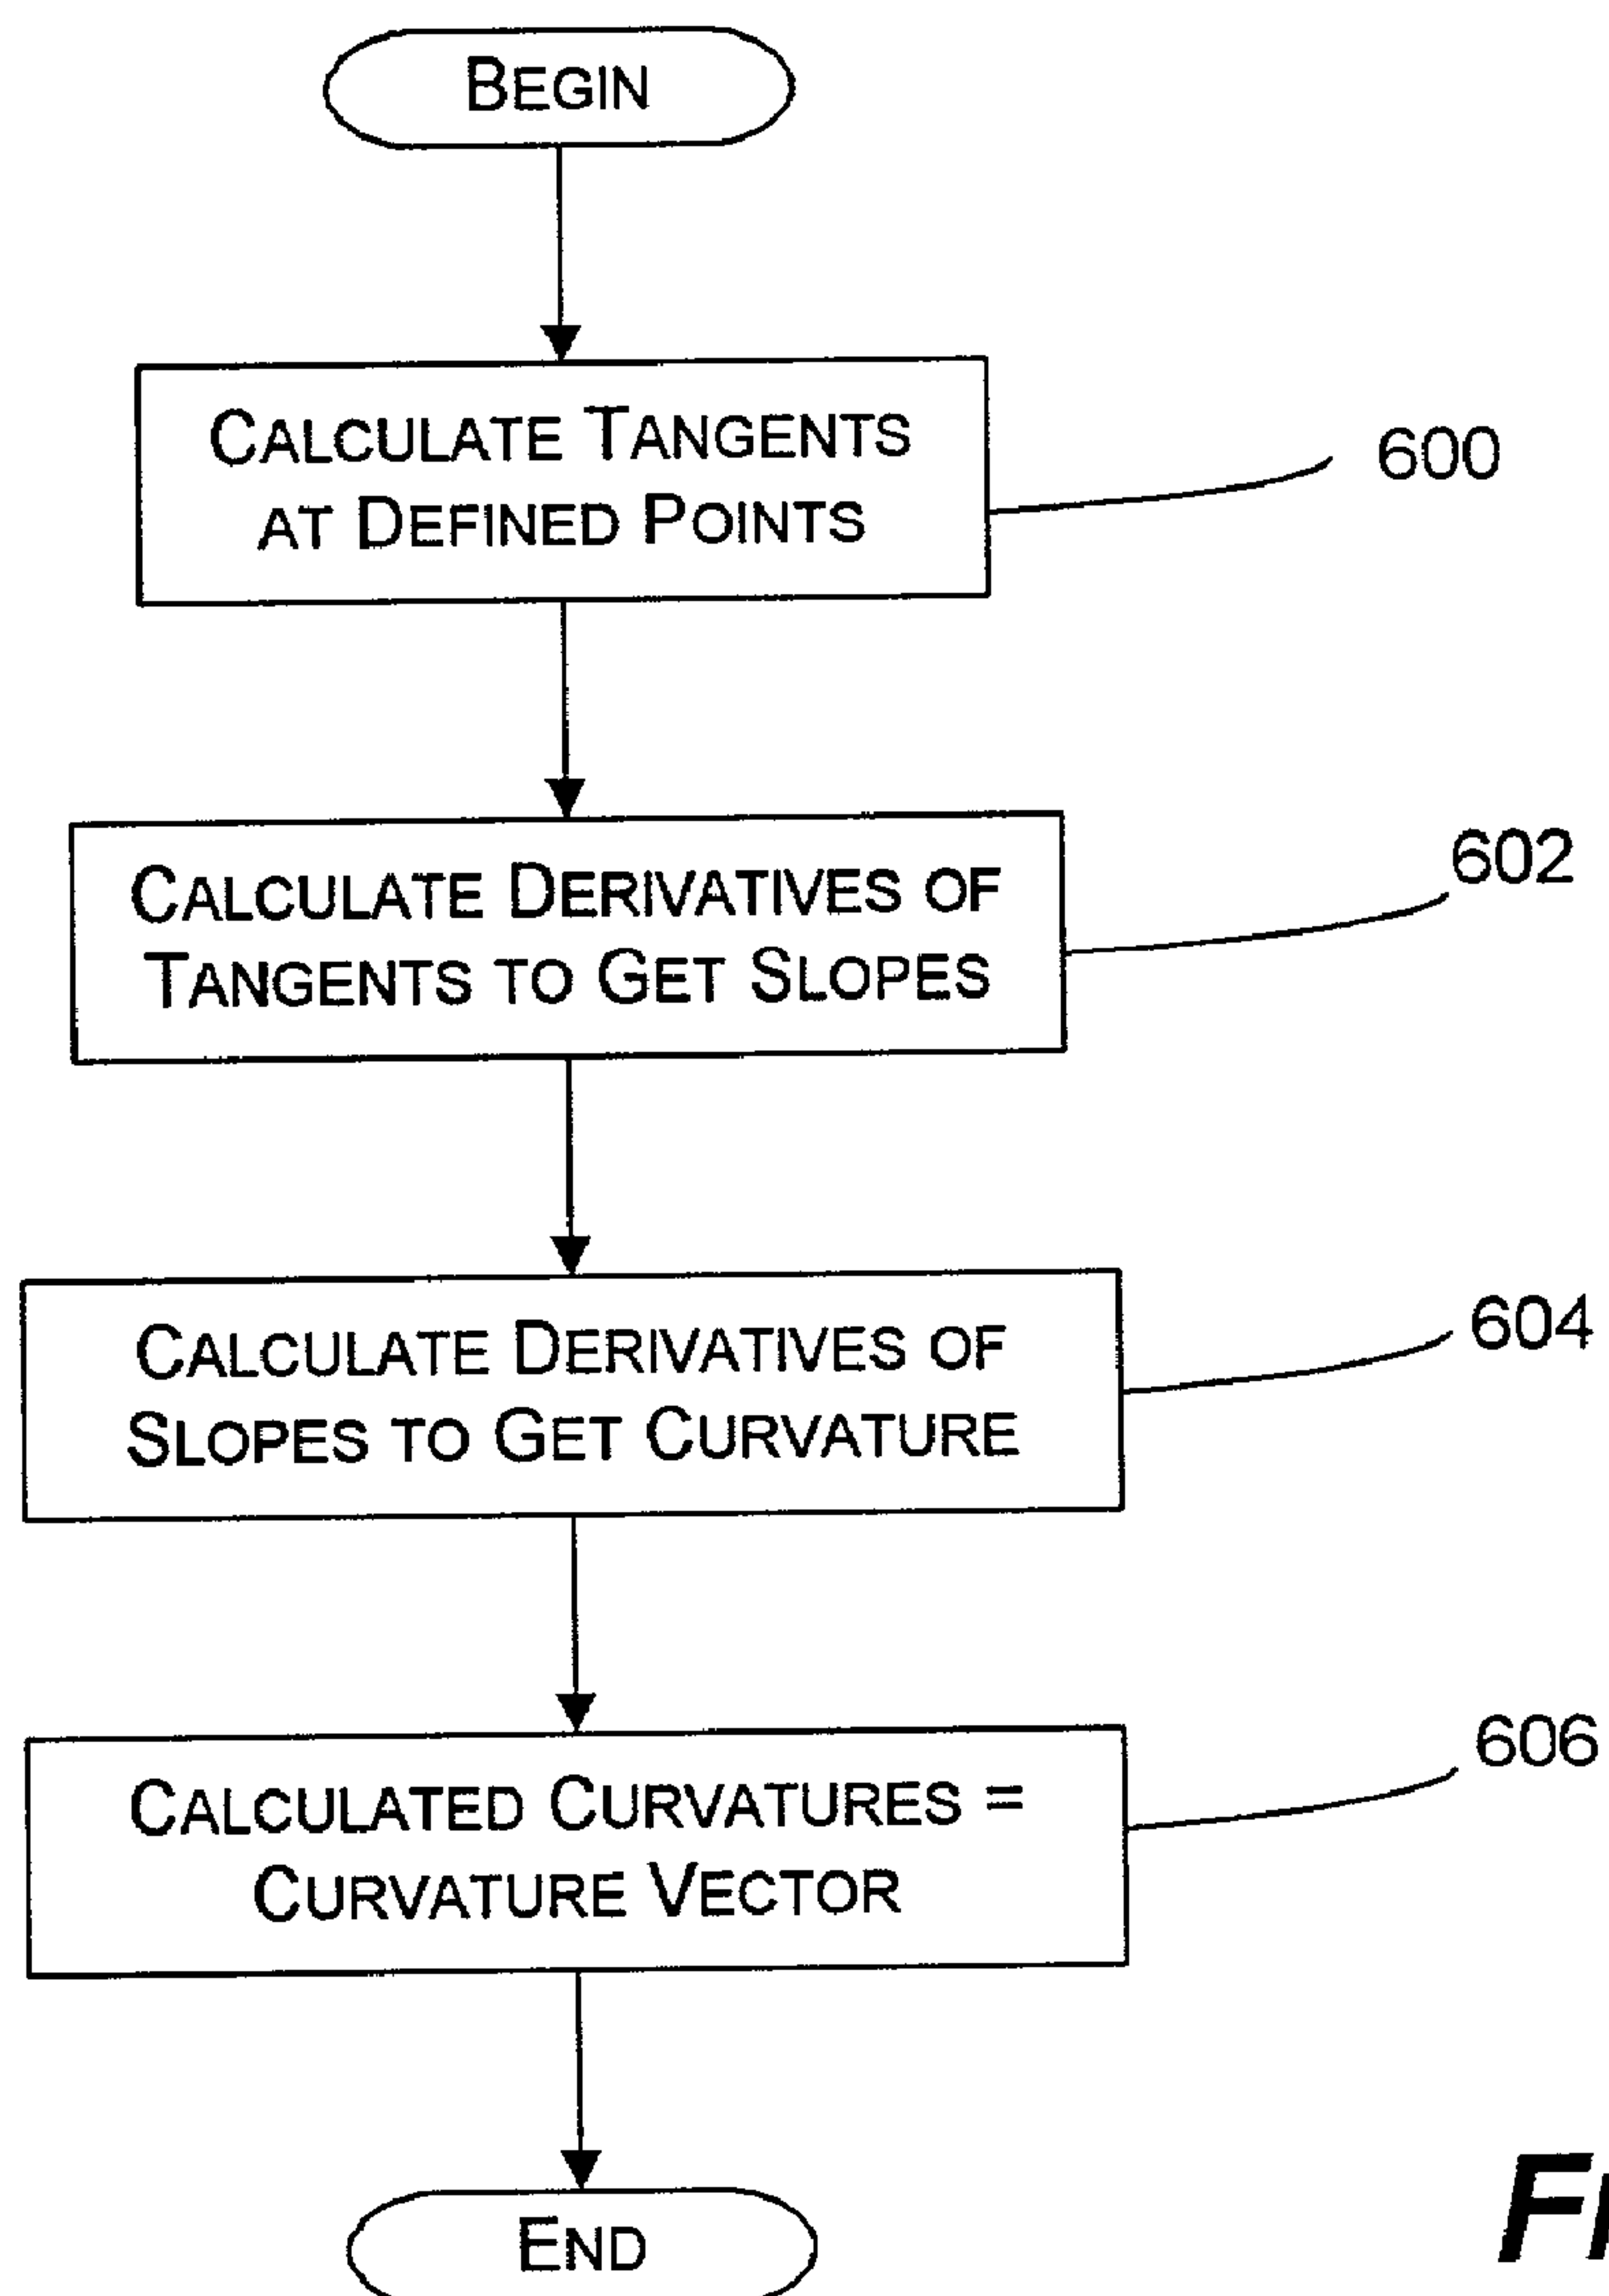 BEGIN
CALCULATE TANGENTS
AT DEFINED POINTS
600
CALCULATE DERIVATIVES OF
TANGENTS TO GET SLOPES
602
CALCULATE DERIVATIVES OF
SLOPES TO GET CURVATURE
604
CALCULATED CURVATURES =
CURVATURE VECTOR
606
END